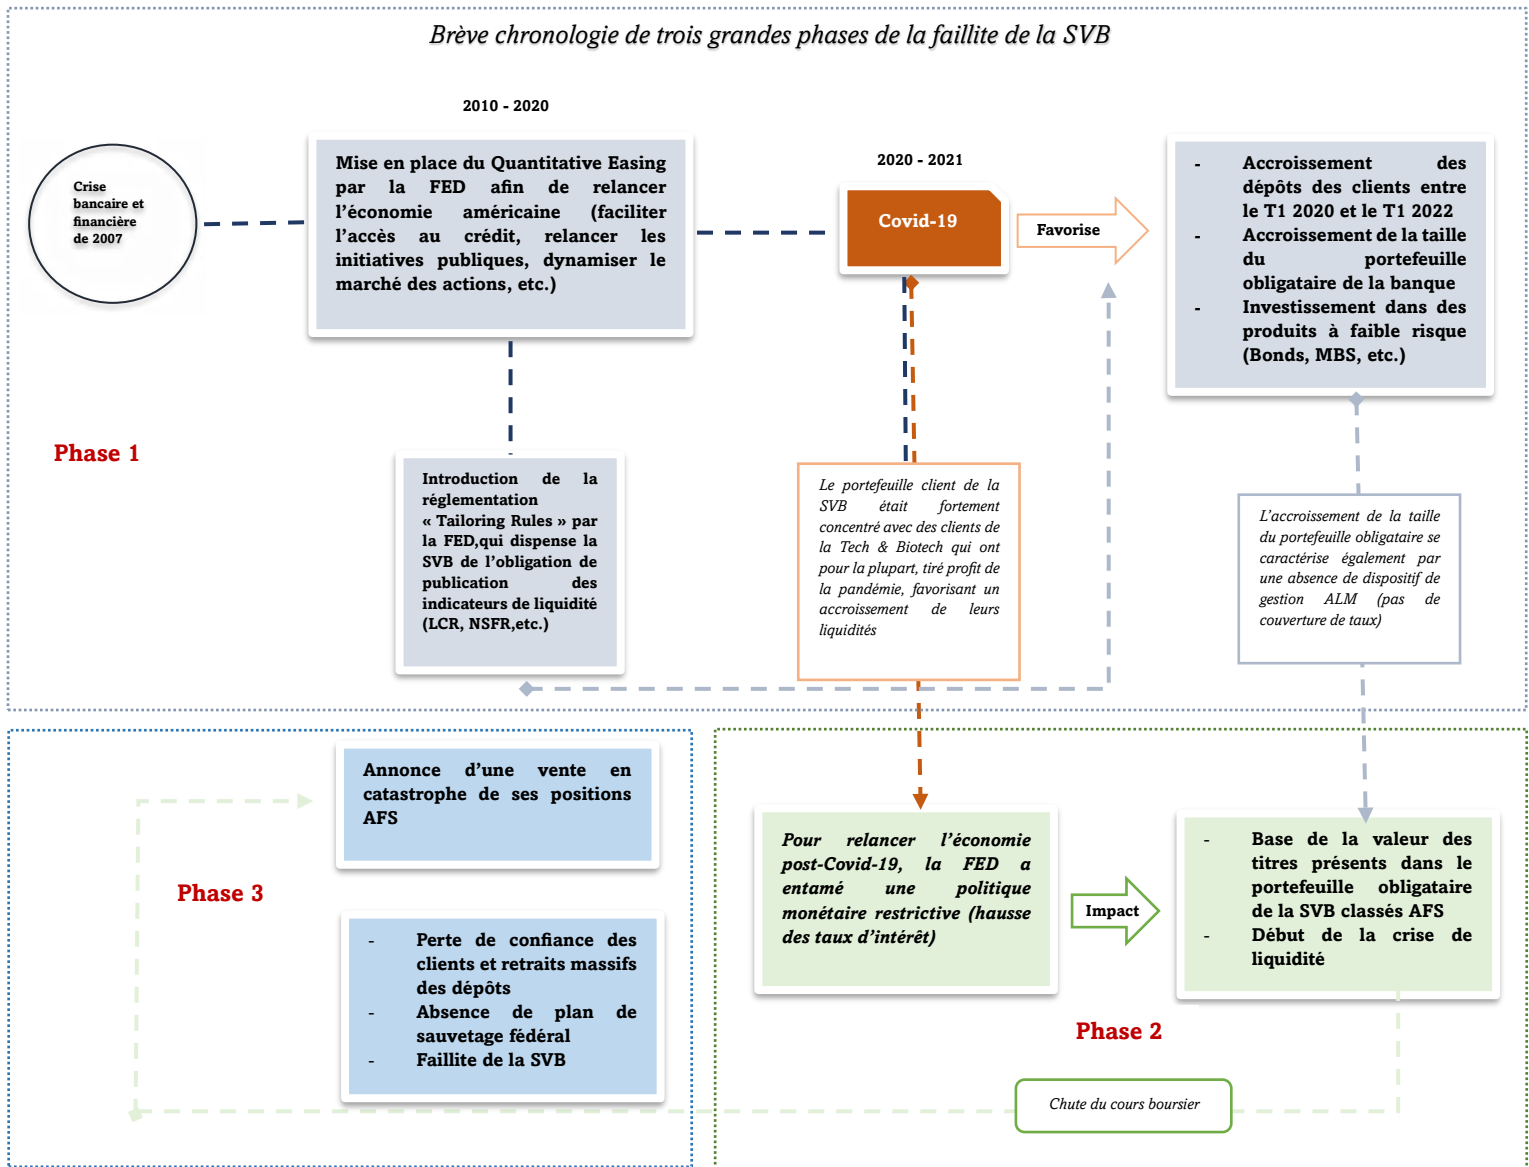 Brève chronologie de trois grandes phases de la faillite de la SVB
2010 - 2020
Crise
bancaire et
financière
de 2007
Mise en place du Quantitative Easing
par la FED afin de relancer
l'économie américaine (faciliter
l'accès au crédit, relancer les
initiatives publiques, dynamiser le
marché des actions, etc.)
2020 - 2021
Covid-19
Favorise
- Accroissement des
dépôts des clients entre
le T1 2020 et le T1 2022
- Accroissement de la taille
du portefeuille
obligataire de la banque
- Investissement dans des
produits à faible risque
(Bonds, MBS, etc.)
Phase 1
Introduction de la
réglementation
« Tailoring Rules » par
la FED,qui dispense la
SVB de l'obligation de
publication des
indicateurs de liquidité
(LCR, NSFR,etc.)
Le portefeuille client de la
SVB était fortement
concentré avec des clients de
la Tech & Biotech qui ont
pour la plupart, tiré profit de
la pandémie, favorisant un
accroissement de leurs
liquidités
L'accroissement de la taille
du portefeuille obligataire se
caractérise également par
une absence de dispositif de
gestion ALM (pas de
couverture de taux)
Pour relancer l'économie
post-Covid-19, la FED a
entamé une politique
monétaire restrictive (hausse
des taux d'intérêt)
Impact
- Base de la valeur des
titres présents dans le
portefeuille obligataire
de la SVB classés AFS
- Début de la crise de
liquidité
Phase 2
Chute du cours boursier
Annonce d'une vente en
catastrophe de ses positions
AFS
Phase 3
- Perte de confiance des
clients et retraits massifs
des dépôts
- Absence de plan de
sauvetage fédéral
- Faillite de la SVB